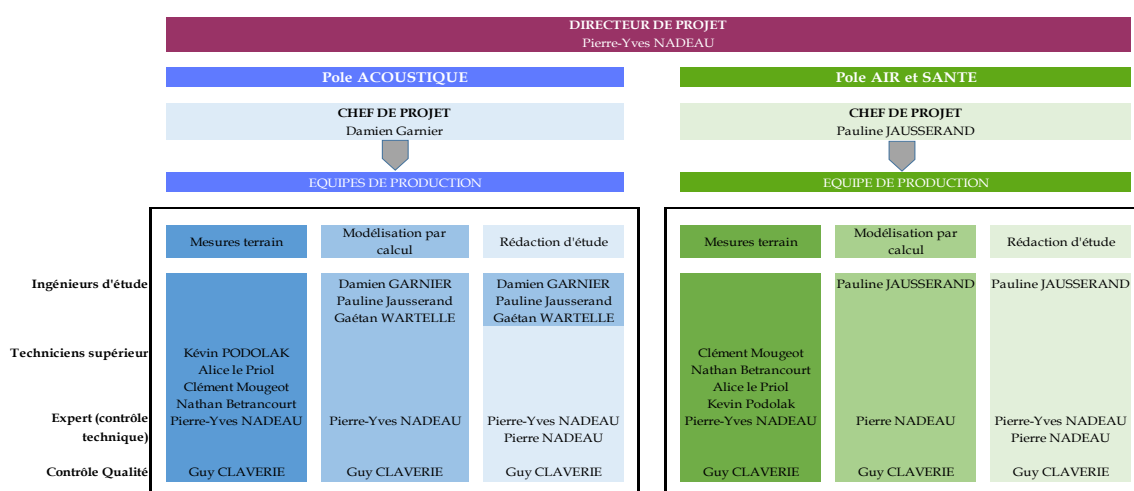 DIRECTEUR DE PROJET
Pierre-Yves NADEAU
Pole ACOUSTIQUE
Pole AIR et SANTE
CHEF DE PROJET
Damien Garnier
CHEF DE PROJET
Pauline JAUSSERAND
EQUIPES DE PRODUCTION
EQUIPE DE PRODUCTION
Mesures terrain
Modélisation par
calcul
Rédaction d'étude
Mesures terrain
Modélisation par
calcul
Rédaction d'étude
Ingénieurs d'étude
Damien GARNIER
Pauline Jausserand
Gaétan WARTELLE
Damien GARNIER
Pauline Jausserand
Gaétan WARTELLE
Pauline JAUSSERAND
Pauline JAUSSERAND
Techniciens supérieur
Kévin PODOLAK
Alice le Priol
Clément Mougeot
Nathan Betrancourt
Clément Mougeot
Nathan Betrancourt
Alice le Priol
Kevin Podolak
Expert (contrôle
technique)
Pierre-Yves NADEAU
Pierre-Yves NADEAU
Pierre-Yves NADEAU
Pierre NADEAU
Pierre-Yves NADEAU
Pierre NADEAU
Pierre-Yves NADEAU
Pierre NADEAU
Contrôle Qualité
Guy CLAVERIE
Guy CLAVERIE
Guy CLAVERIE
Guy CLAVERIE
Guy CLAVERIE
Guy CLAVERIE